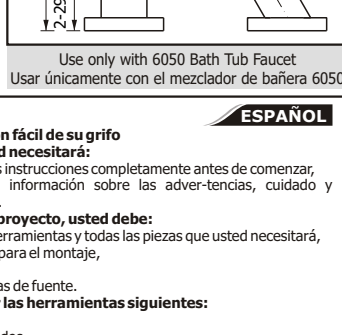 2-29
Use only with 6050 Bath Tub Faucet
Usar únicamente con el mezclador de bañera 6050
ESPAÑOL
n fácil de su grifo
d necesitará:
s instrucciones completamente antes de comenzar,
información sobre las adver-tencias, cuidado y
proyecto, usted debe:
erramientas y todas las piezas que usted necesitará,
para el montaje,
as de fuente.
r las herramientas siguientes: